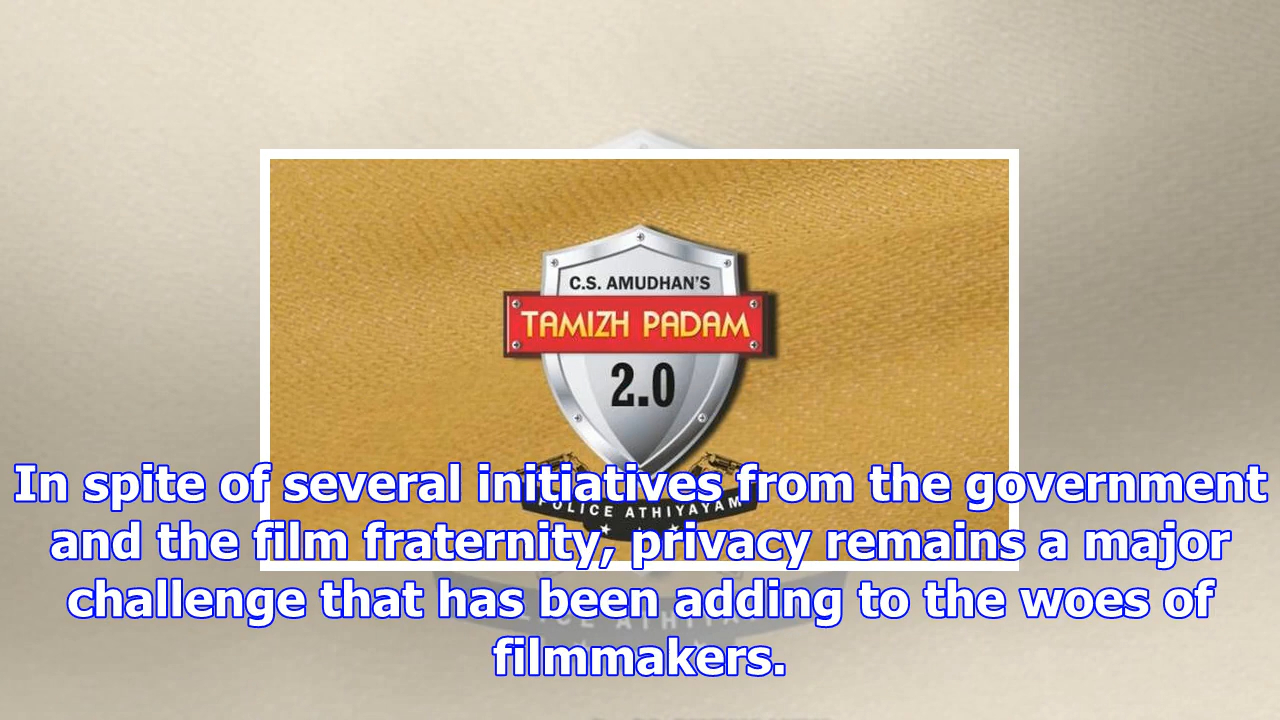 C.S. AMUDHAN'S
TAMIZH PADAM
2.0
POLICE ATHIYAYAM
In spite of several initiatives from the government
and the film fraternity, privacy remains a major
challenge that has been adding to the woes of
filmmakers.